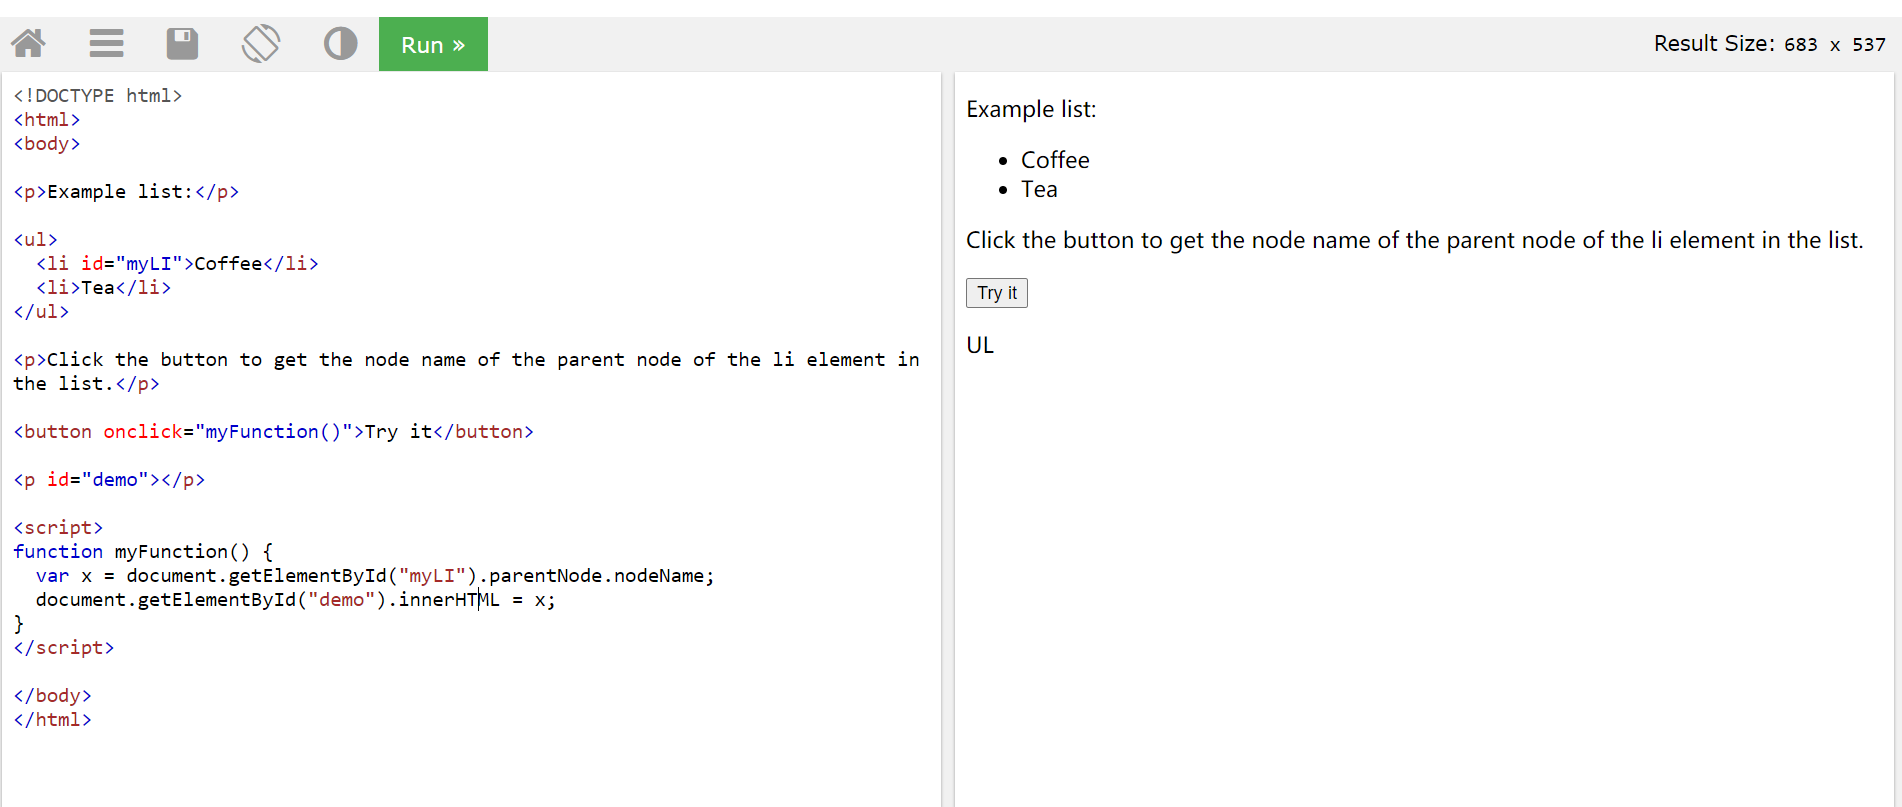 Run »
Result Size: 683 x 537
<!DOCTYPE html>
<html>
<body>
<p>Example list:</p>
<ul>
  <li id="myLI">Coffee</li>
  <li>Tea</li>
</ul>
<p>Click the button to get the node name of the parent node of the li element in
the list.</p>
<button onclick="myFunction()">Try it</button>
<p id="demo"></p>
<script>
function myFunction() {
  var x = document.getElementById("myLI").parentNode.nodeName;
  document.getElementById("demo").innerHTML = x;
}
</script>
</body>
</html>
Example list:
• Coffee
• Tea
Click the button to get the node name of the parent node of the li element in the list.
Try it
UL